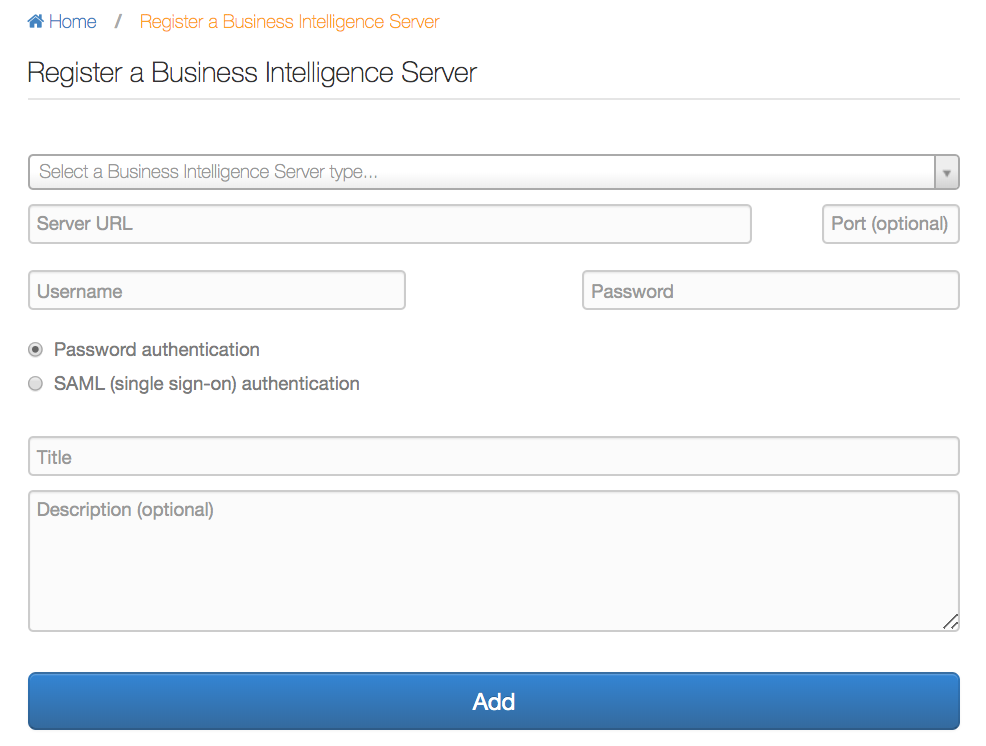 Home / Register a Business Intelligence Server
Register a Business Intelligence Server
Select a Business Intelligence Server type...
Server URL Port (optional)
Username Password
Password authentication
SAML (single sign-on) authentication
Title
Description (optional)
Add